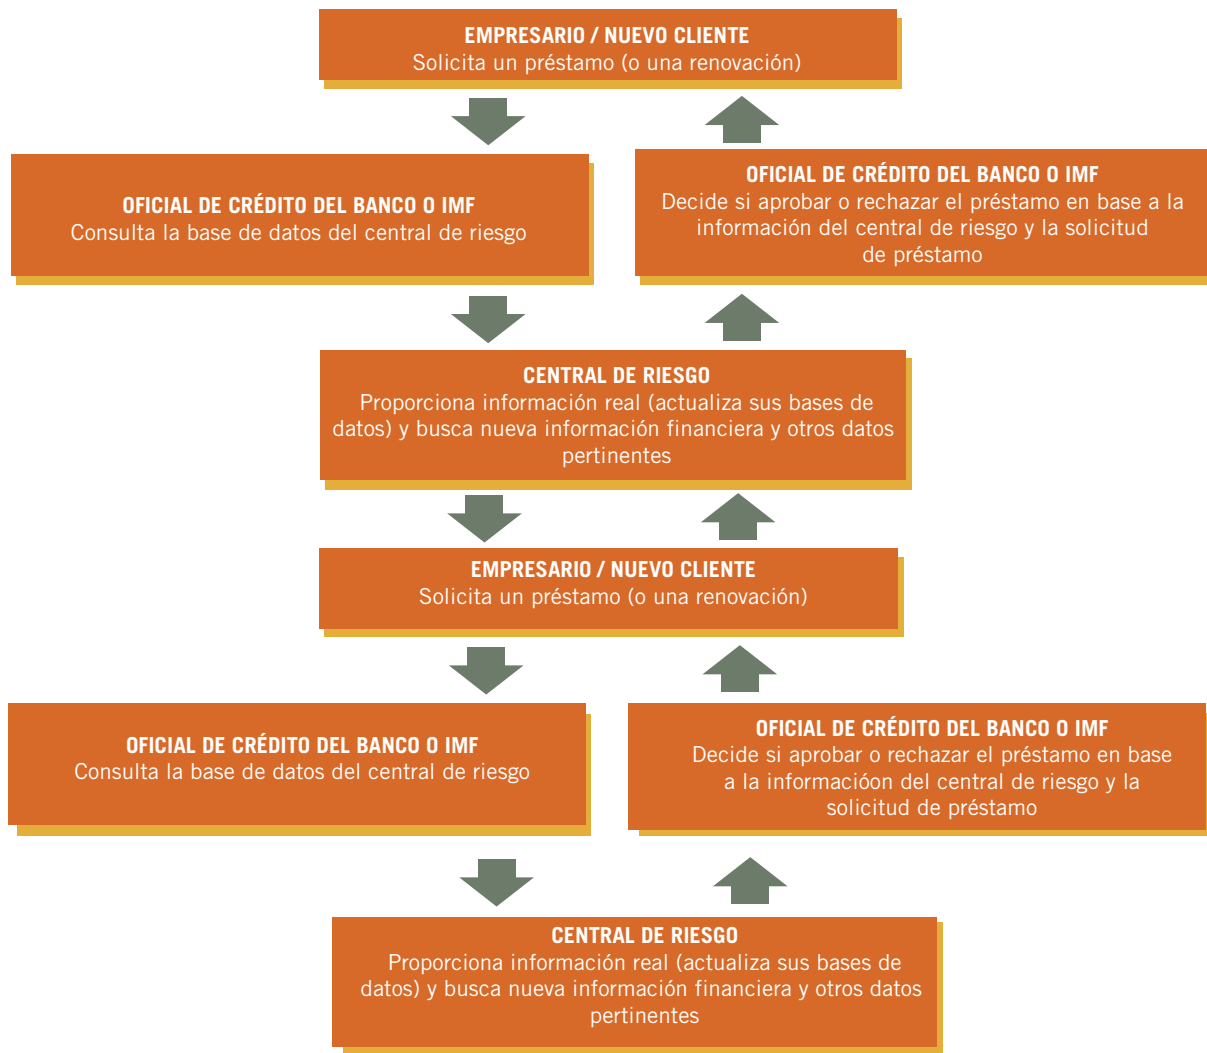 EMPRESARIO / NUEVO CLIENTE
Solicita un préstamo (o una renovación)
OFICIAL DE CRÉDITO DEL BANCO O IMF
Consulta la base de datos del central de riesgo
OFICIAL DE CRÉDITO DEL BANCO O IMF
Decide si aprobar o rechazar el préstamo en base a la
información del central de riesgo y la solicitud
de préstamo
CENTRAL DE RIESGO
Proporciona información real (actualiza sus bases de
datos) y busca nueva información financiera y otros datos
pertinentes
EMPRESARIO / NUEVO CLIENTE
Solicita un préstamo (o una renovación)
OFICIAL DE CRÉDITO DEL BANCO O IMF
Consulta la base de datos del central de riesgo
OFICIAL DE CRÉDITO DEL BANCO O IMF
Decide si aprobar o rechazar el préstamo en base
a la informacióon del central de riesgo y la
solicitud de préstamo
CENTRAL DE RIESGO
Proporciona información real (actualiza sus bases de
datos) y busca nueva información financiera y otros datos
pertinentes